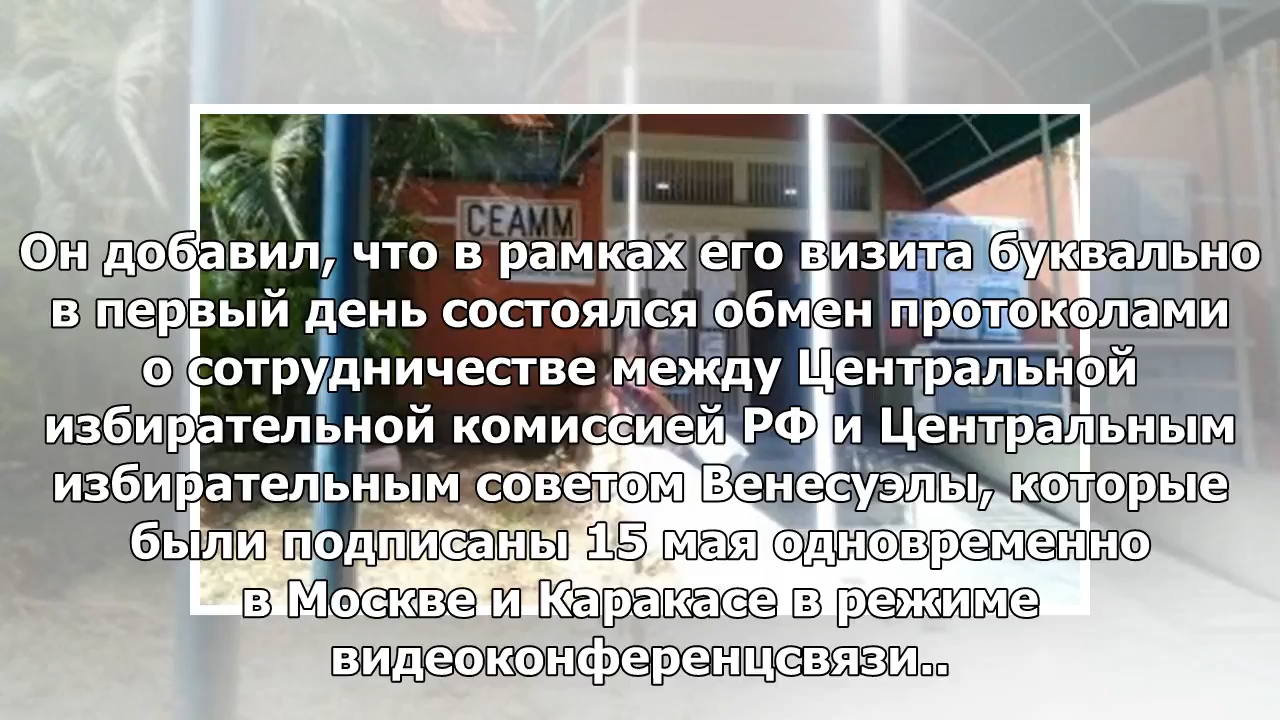 СЕАММ
Он добавил, что в рамках его визита буквально
в первый день состоялся обмен протоколами
о сотрудничестве между Центральной
избирательной комиссией РФ и Центральным
избирательным советом Венесуэлы, которые
были подписаны 15 мая одновременно
в Москве и Каракасе в режиме
видеоконференцсвязи..